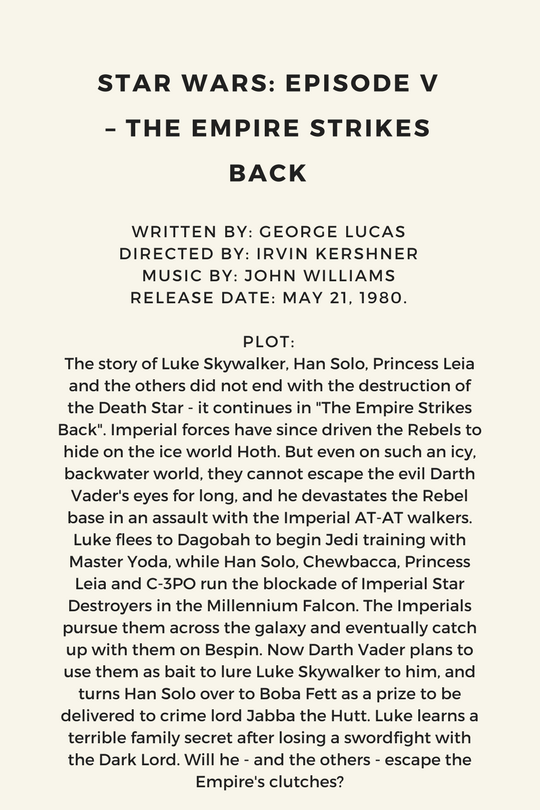 STAR WARS: EPISODE V
– THE EMPIRE STRIKES
BACK
WRITTEN BY: GEORGE LUCAS
DIRECTED BY: IRVIN KERSHNER
MUSIC BY: JOHN WILLIAMS
RELEASE DATE: MAY 21, 1980.
PLOT:
The story of Luke Skywalker, Han Solo, Princess Leia
and the others did not end with the destruction of
the Death Star - it continues in "The Empire Strikes
Back". Imperial forces have since driven the Rebels to
hide on the ice world Hoth. But even on such an icy,
backwater world, they cannot escape the evil Darth
Vader's eyes for long, and he devastates the Rebel
base in an assault with the Imperial AT-AT walkers.
Luke flees to Dagobah to begin Jedi training with
Master Yoda, while Han Solo, Chewbacca, Princess
Leia and C-3PO run the blockade of Imperial Star
Destroyers in the Millennium Falcon. The Imperials
pursue them across the galaxy and eventually catch
up with them on Bespin. Now Darth Vader plans to
use them as bait to lure Luke Skywalker to him, and
turns Han Solo over to Boba Fett as a prize to be
delivered to crime lord Jabba the Hutt. Luke learns a
terrible family secret after losing a swordfight with
the Dark Lord. Will he - and the others - escape the
Empire's clutches?